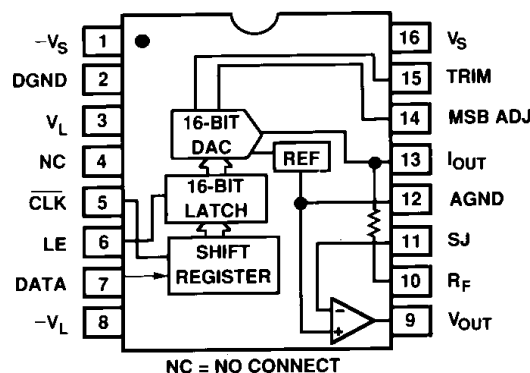 −VS 1
DGND 2
VL 3
NC 4
CLK 5
LE 6
DATA 7
−VL 8
16-BIT
DAC
REF
16-BIT
LATCH
SHIFT
REGISTER
−
+
16 VS
15 TRIM
14 MSB ADJ
13 IOUT
12 AGND
11 SJ
10 RF
9 VOUT
NC = NO CONNECT